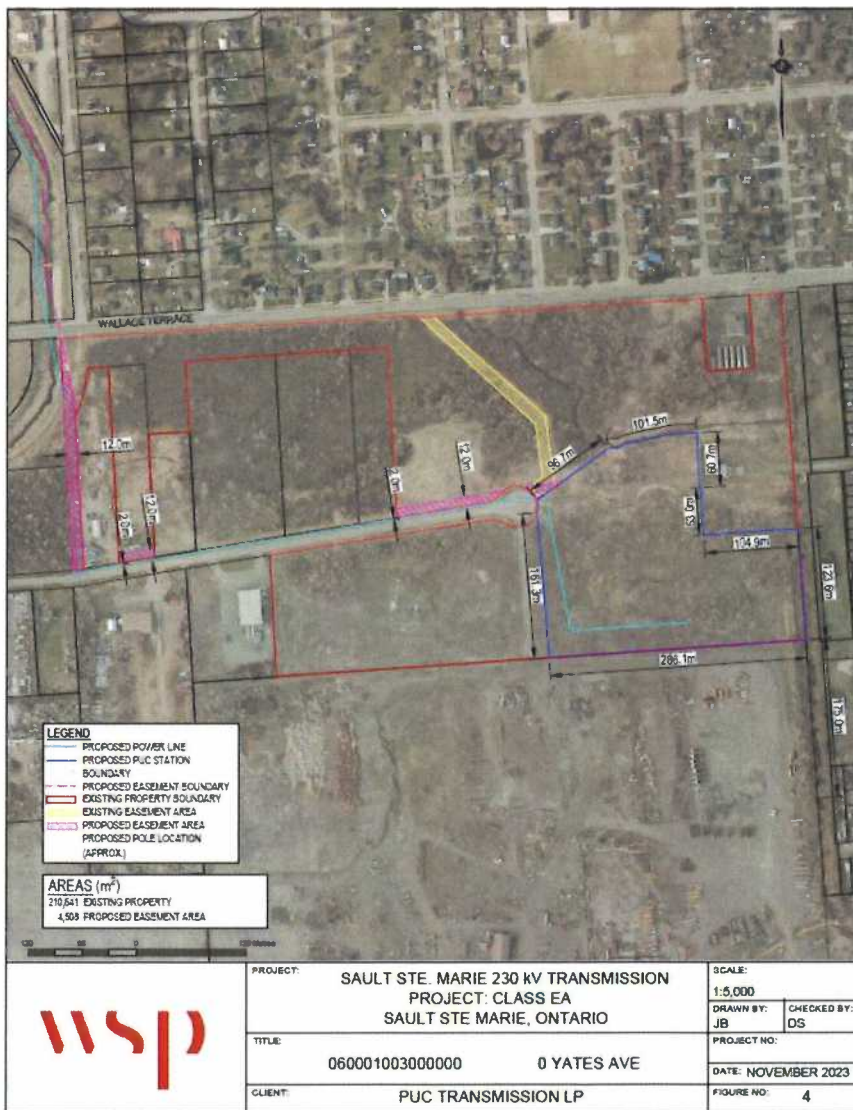 WALLACE TERRACE
12.0m
2.0m
12.0m
2.0m
12.0m
96.7m
101.5m
60.7m
53.0m
104.9m
161.3m
286.1m
LEGEND
PROPOSED POWER LINE
PROPOSED PUC STATION
BOUNDARY
PROPOSED EASEMENT BOUNDARY
EXISTING PROPERTY BOUNDARY
EXISTING EASEMENT AREA
PROPOSED EASEMENT AREA
PROPOSED POLE LOCATION
(APPROX.)
AREAS (m²)
210,641 EXISTING PROPERTY
4,508 PROPOSED EASEMENT AREA
wsp
PROJECT:
SAULT STE. MARIE 230 kV TRANSMISSION
PROJECT: CLASS EA
SAULT STE MARIE, ONTARIO
TITLE:
060001003000000 0 YATES AVE
CLIENT:
PUC TRANSMISSION LP
SCALE:
1:5,000
DRAWN BY:
JB
CHECKED BY:
DS
PROJECT NO:
DATE: NOVEMBER 2023
FIGURE NO: 4